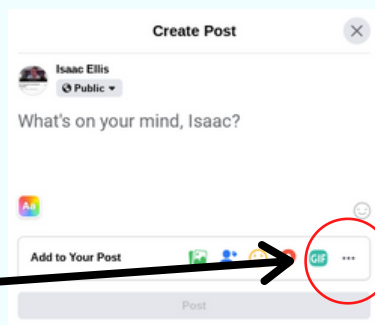 Create Post
Isaac Ellis
Public
What's on your mind, Isaac?
Aa
Add to Your Post
GIF
Post